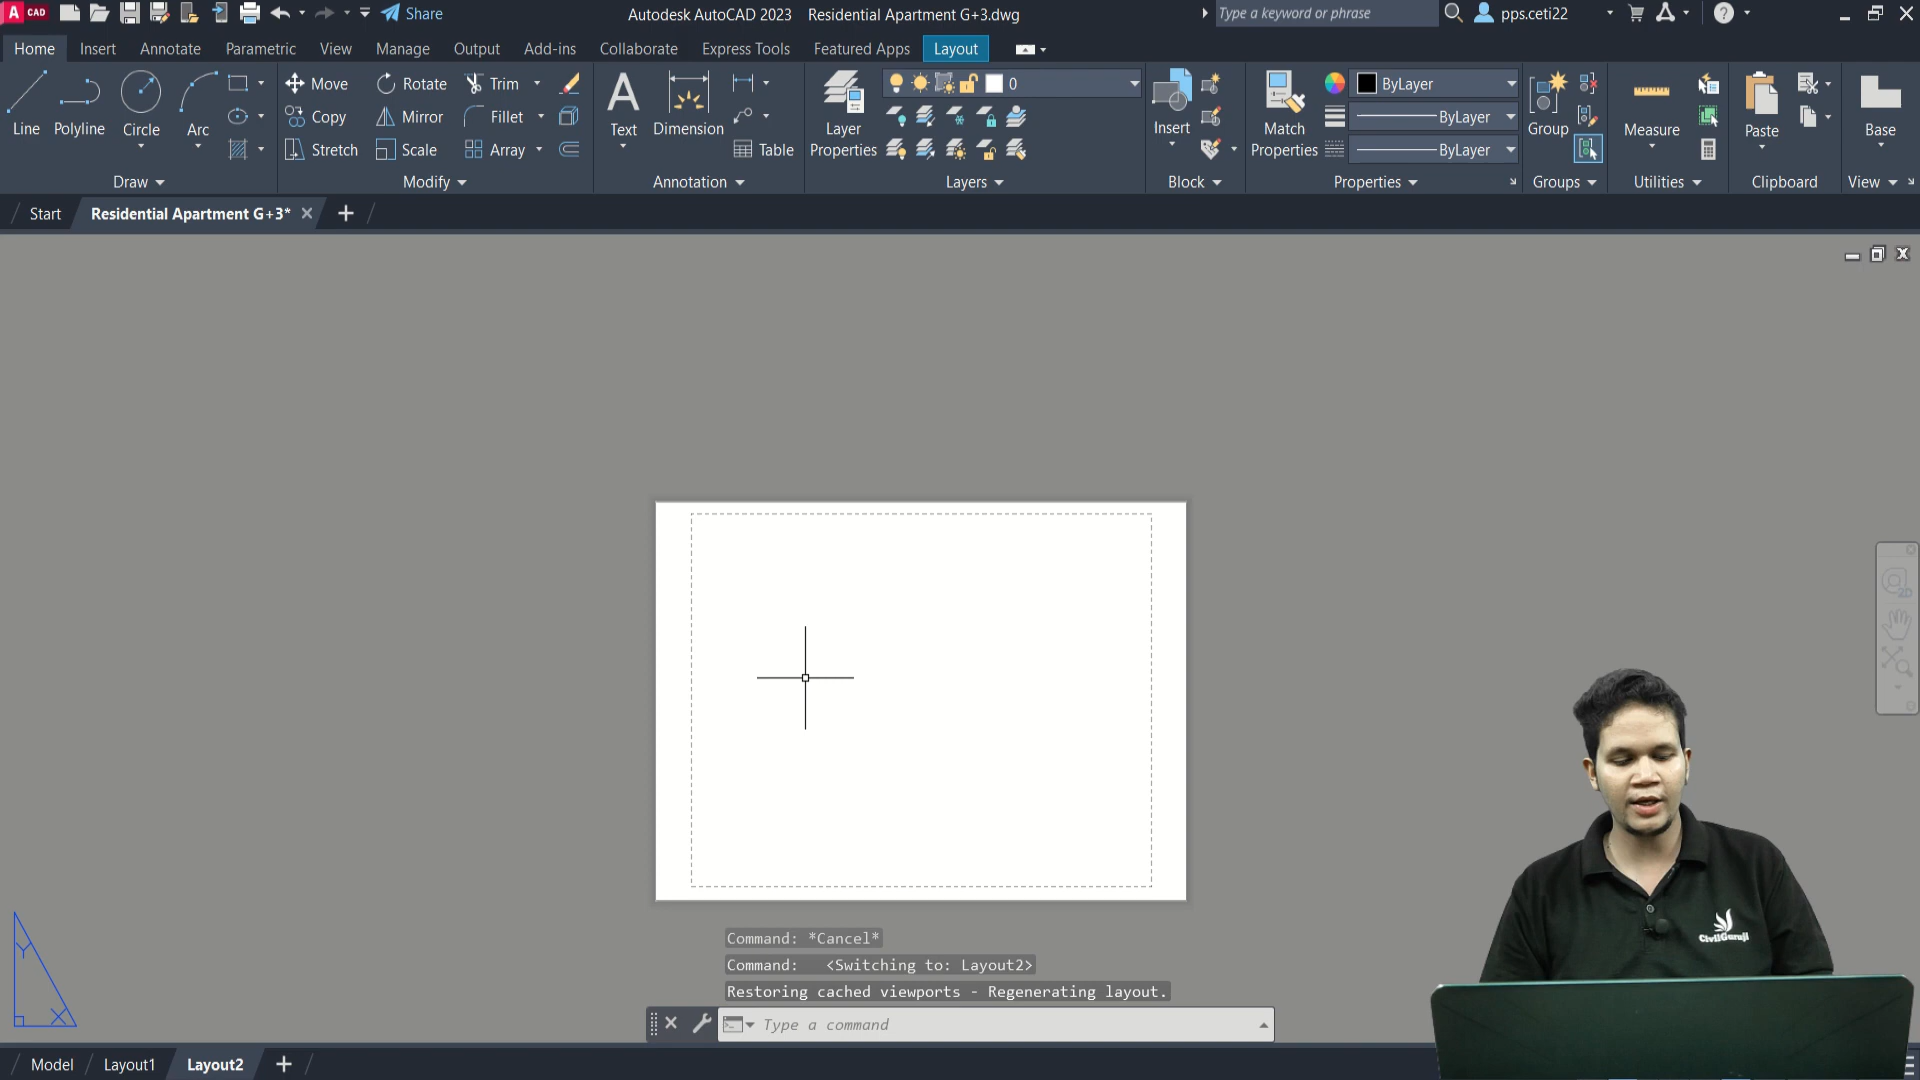 A CAD
Share
Autodesk AutoCAD 2023 Residential Apartment G+3.dwg
Type a keyword or phrase
pps.ceti22
?
Home Insert Annotate Parametric View Manage Output Add-ins Collaborate Express Tools Featured Apps Layout
Line Polyline Circle Arc
Move Rotate Trim
Copy Mirror Fillet
Stretch Scale Array
A Text Dimension
Table
Layer Properties
0
Insert
Match Properties
ByLayer
ByLayer
ByLayer
Group
Measure
Paste
Base
Draw Modify Annotation Layers Block Properties Groups Utilities Clipboard View
Start Residential Apartment G+3*
2D
Y
X
Command: *Cancel*
Command: <Switching to: Layout2>
Restoring cached viewports - Regenerating layout.
Type a command
CivilGuruji
Model Layout1 Layout2